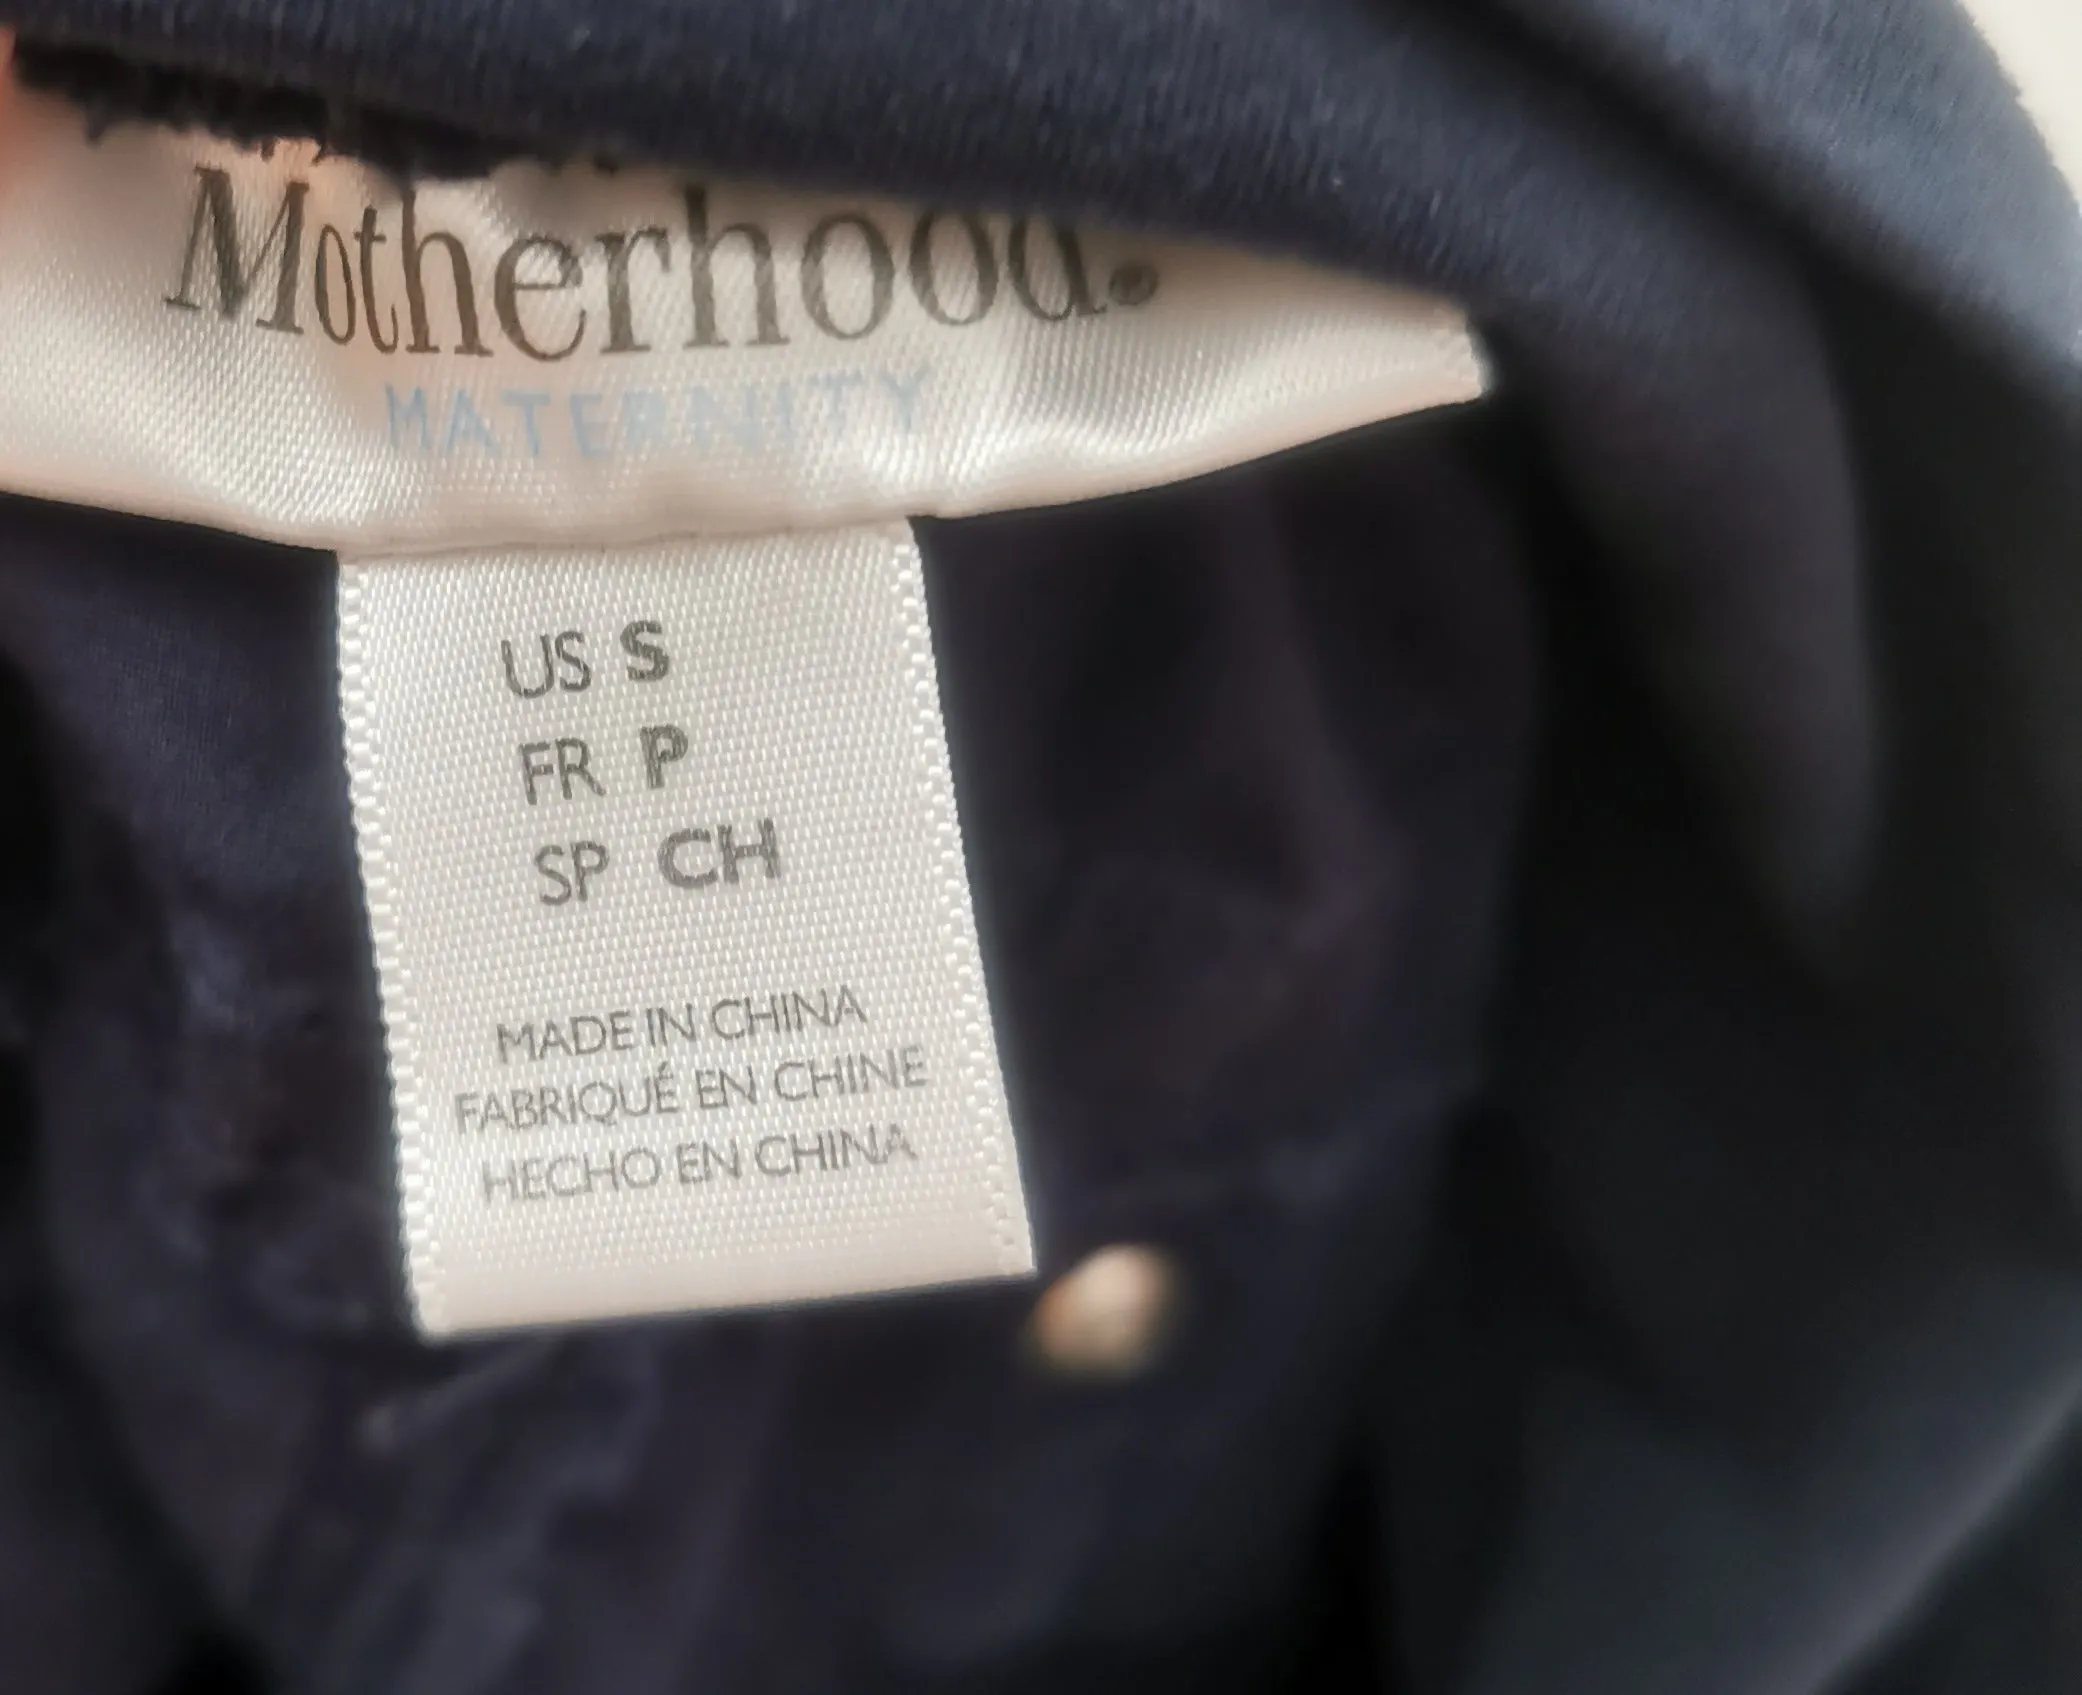 Motherhood®
MATERNITY
US S
FR P
SP CH
MADE IN CHINA
FABRIQUÉ EN CHINE
HECHO EN CHINA